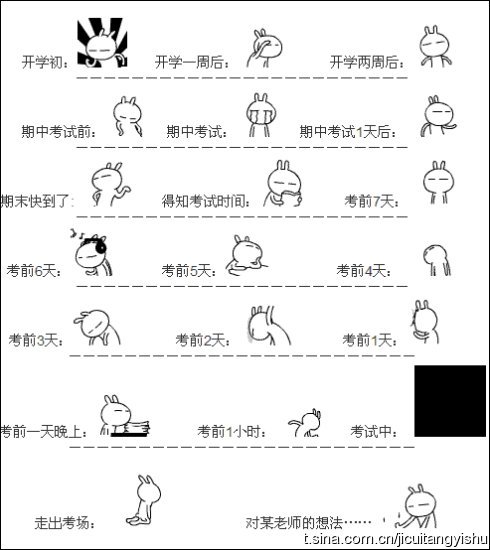 开学初： 开学一周后： 开学两周后：
期中考试前： 期中考试： 期中考试1天后：
期末快到了： 得知考试时间： 考前7天：
考前6天： 考前5天： 考前4天：
考前3天： 考前2天： 考前1天：
考前一天晚上： 考前1小时： 考试中：
走出考场： 对某老师的想法……
t.sina.com.cn/jicuitangyishu